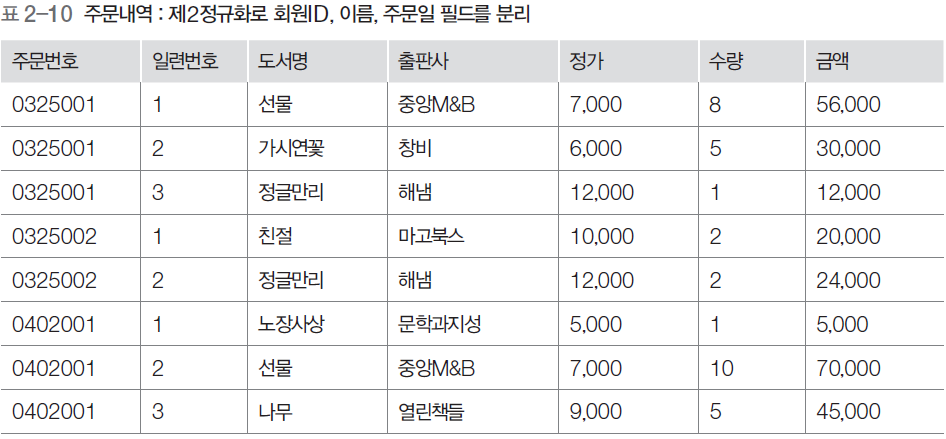 표 2-10 주문내역 : 제2정규화로 회원ID, 이름, 주문일 필드를 분리
주문번호 일련번호 도서명 출판사 정가 수량 금액
0325001 1 선물 중앙M&B 7,000 8 56,000
0325001 2 가시연꽃 창비 6,000 5 30,000
0325001 3 정글만리 해냄 12,000 1 12,000
0325002 1 친절 마고북스 10,000 2 20,000
0325002 2 정글만리 해냄 12,000 2 24,000
0402001 1 노장사상 문학과지성 5,000 1 5,000
0402001 2 선물 중앙M&B 7,000 10 70,000
0402001 3 나무 열린책들 9,000 5 45,000